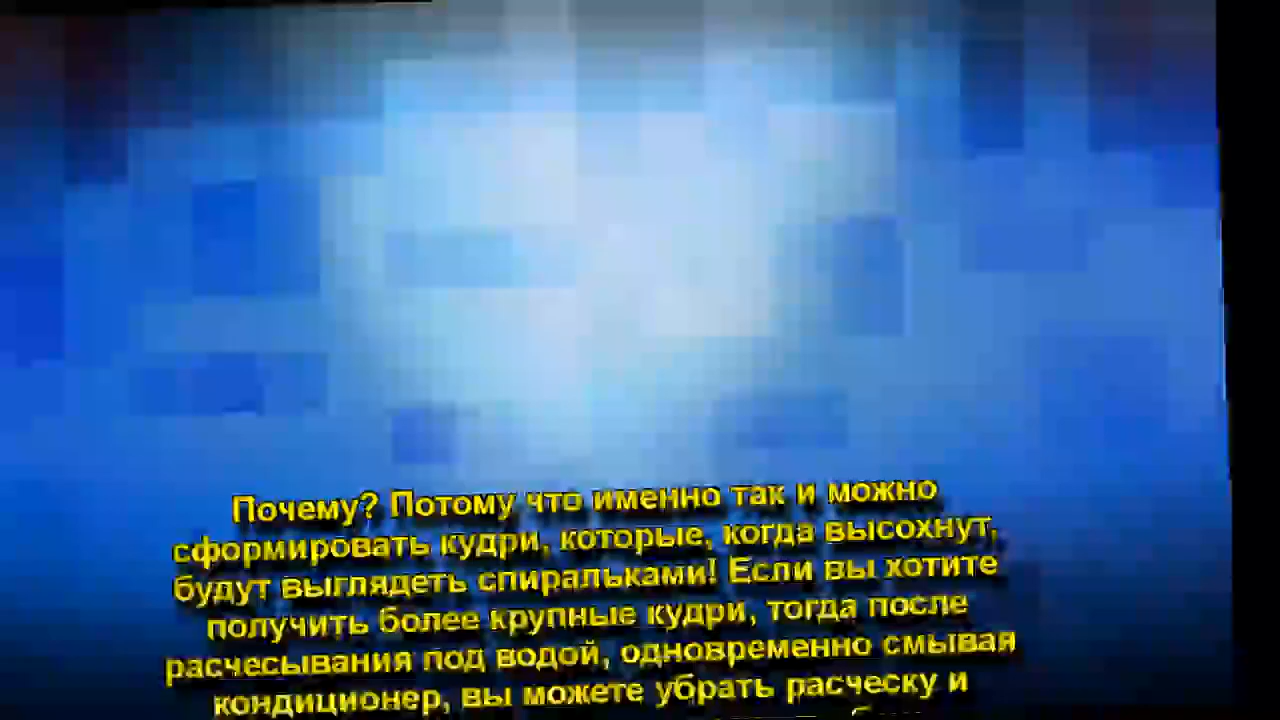 Почему? Потому что именно так и можно
сформировать кудри, которые, когда высохнут,
будут выглядеть спиральками! Если вы хотите
получить более крупные кудри, тогда после
расчесывания под водой, одновременно смывая
кондиционер, вы можете убрать расческу и